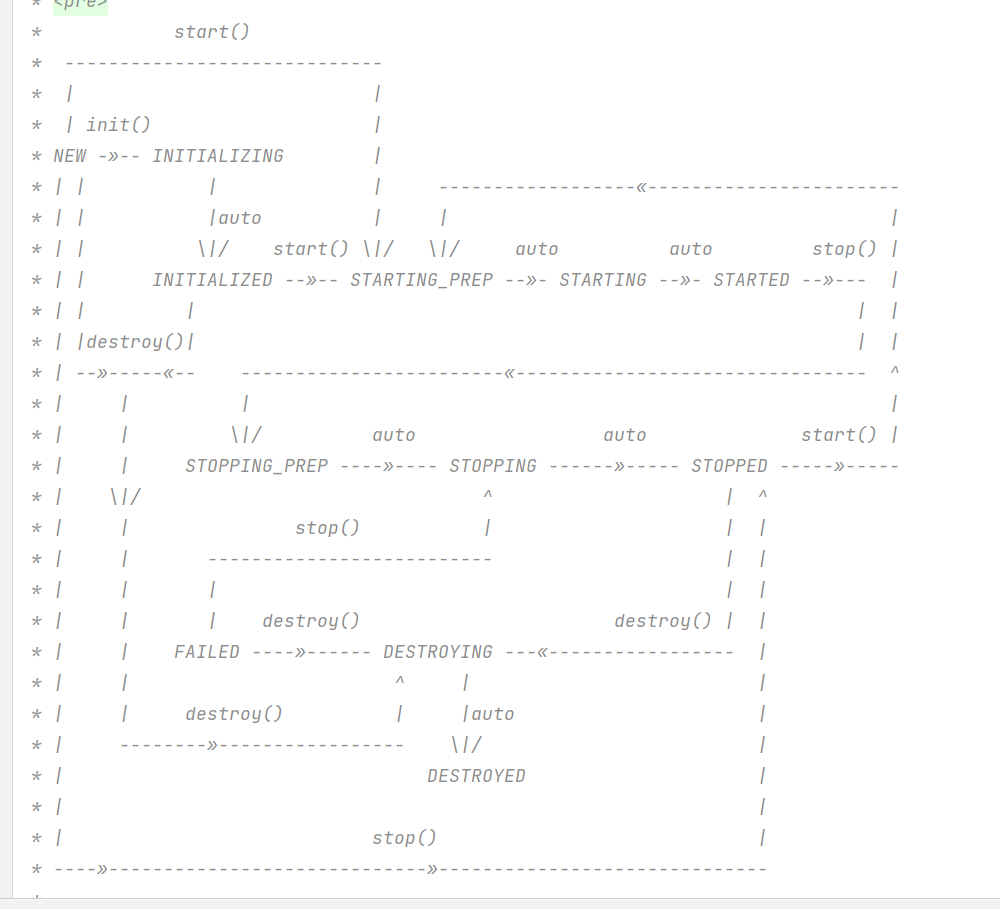 * <pre>
*            start()
*  -----------------------------
*  |                           |
*  | init()                    |
* NEW -»-- INITIALIZING        |
* | |           |              |     ------------------«-----------------------
* | |           |auto          |     |                                        |
* | |          \|/    start() \|/   \|/     auto          auto         stop() |
* | |      INITIALIZED --»-- STARTING_PREP --»- STARTING --»- STARTED --»---  |
* | |         |                                                            |  |
* | |destroy()|                                                            |  |
* | --»-----«--    ------------------------«--------------------------------  ^
* |     |          |                                                          |
* |     |         \|/          auto                 auto              start() |
* |     |     STOPPING_PREP ----»---- STOPPING ------»----- STOPPED -----»-----
* |    \|/                               ^                     |  ^
* |     |               stop()           |                     |  |
* |     |       --------------------------                     |  |
* |     |       |                                              |  |
* |     |       |    destroy()                       destroy() |  |
* |     |    FAILED ----»------ DESTROYING ---«-----------------  |
* |     |                        ^     |                          |
* |     |     destroy()          |     |auto                      |
* |     --------»-----------------    \|/                         |
* |                                 DESTROYED                     |
* |                                                               |
* |                            stop()                             |
* ----»-----------------------------»------------------------------